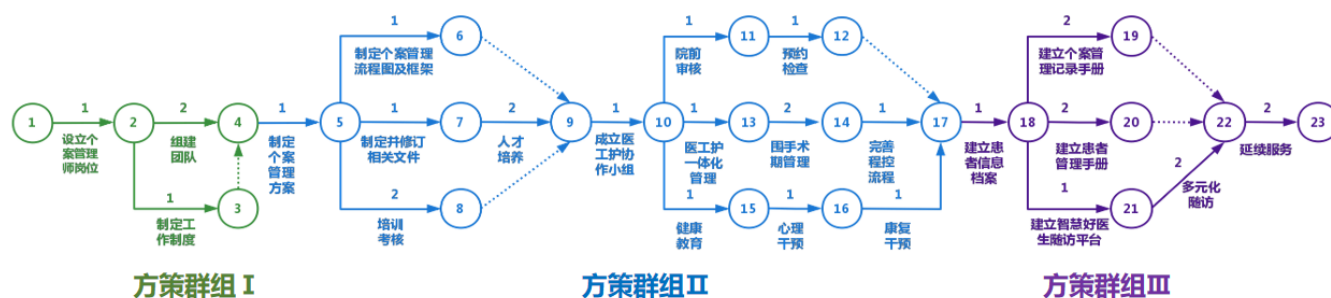 1
1
设立个
案管理
师岗位
2
2
组建
团队
4
1
制定工
作制度
3
1
制定
个案
管理
方案
5
1
制定个案管理
流程图及框架
6
1
制定并修订
相关文件
7
2
人才
培养
9
2
培训
考核
8
1
成立医
工护协
作小组
10
1
院前
审核
11
1
预约
检查
12
1
医工护
一体化
管理
13
2
围手术
期管理
14
1
完善
程控
流程
17
1
健康
教育
15
1
心理
干预
16
1
康复
干预
1
建立患
者信息
档案
18
2
建立个案管
理记录手册
19
2
建立患者
管理手册
20
1
建立智慧好医
生随访平台
21
2
多元化
随访
22
2
延续服务
23
方策群组Ⅰ
方策群组Ⅱ
方策群组Ⅲ